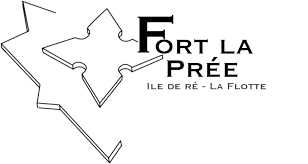 FORT LA
PRÉE
ILE DE RÉ - LA FLOTTE